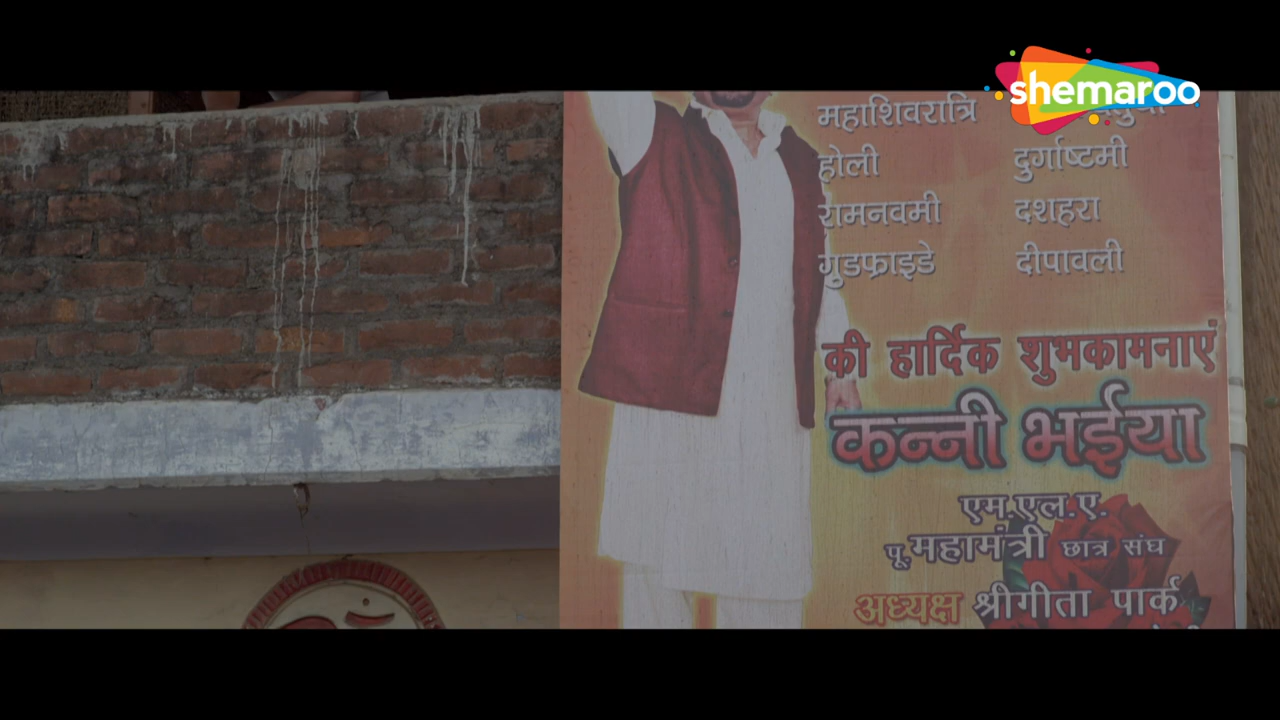 shemaroo
महाशिवरात्रि
होली दुर्गाष्टमी
रामनवमी दशहरा
गुडफ्राइडे दीपावली
की हार्दिक शुभकामनाएं
कन्नी भईया
एम.एल.ए.
पू.महामंत्री छात्र संघ
अध्यक्ष श्रीगीता पार्क